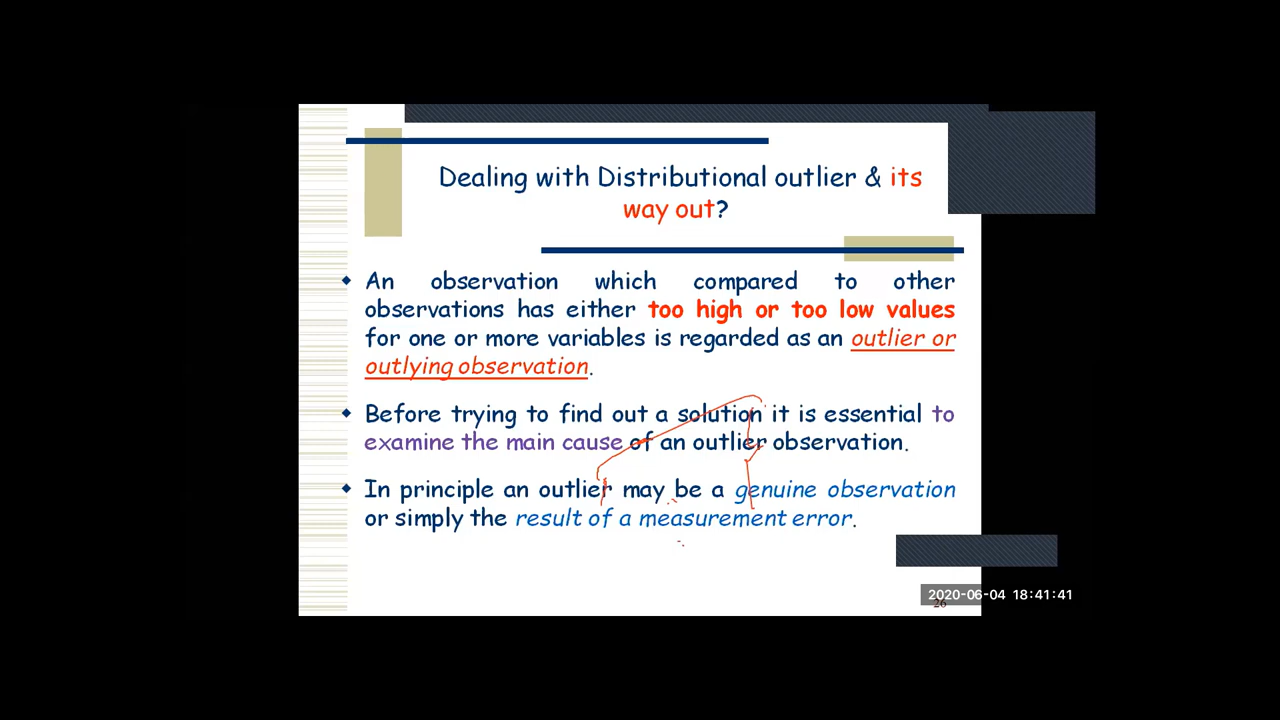 Dealing with Distributional outlier & its
way out?
An observation which compared to other
observations has either too high or too low values
for one or more variables is regarded as an outlier or
outlying observation.
Before trying to find out a solution it is essential to
examine the main cause of an outlier observation.
In principle an outlier may be a genuine observation
or simply the result of a measurement error.
2020-06-04 18:41:41
26